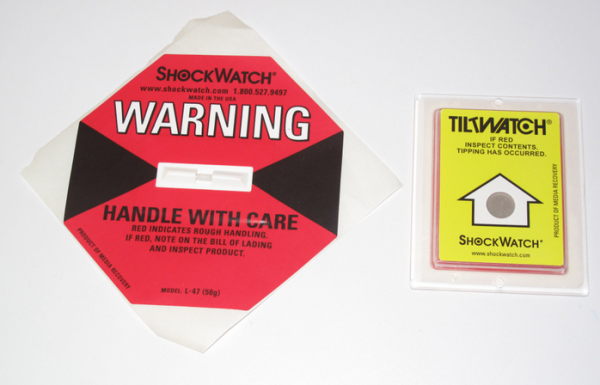 SHOCKWATCH®
www.shockwatch.com 1.800.527.9497
MADE IN THE USA
WARNING
HANDLE WITH CARE
RED INDICATES ROUGH HANDLING.
IF RED, NOTE ON THE BILL OF LADING
AND INSPECT PRODUCT.
PRODUCT OF MEDIA RECOVERY
MODEL: L-47 (50g)
TILTWATCH®
IF RED
INSPECT CONTENTS.
TIPPING HAS OCCURRED.
PRODUCT OF MEDIA RECOVERY
SHOCKWATCH®
www.shockwatch.com